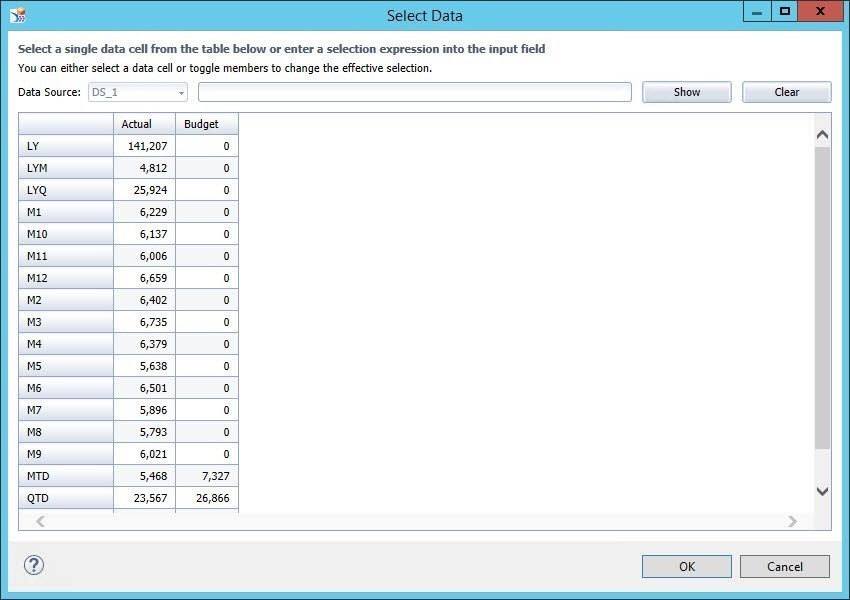 Select Data
Select a single data cell from the table below or enter a selection expression into the input field
You can either select a data cell or toggle members to change the effective selection.
Data Source: DS_1 Show Clear
Actual Budget
LY 141,207 0
LYM 4,812 0
LYQ 25,924 0
M1 6,229 0
M10 6,137 0
M11 6,006 0
M12 6,659 0
M2 6,402 0
M3 6,735 0
M4 6,379 0
M5 5,638 0
M6 6,501 0
M7 5,896 0
M8 5,793 0
M9 6,021 0
MTD 5,468 7,327
QTD 23,567 26,866
? OK Cancel